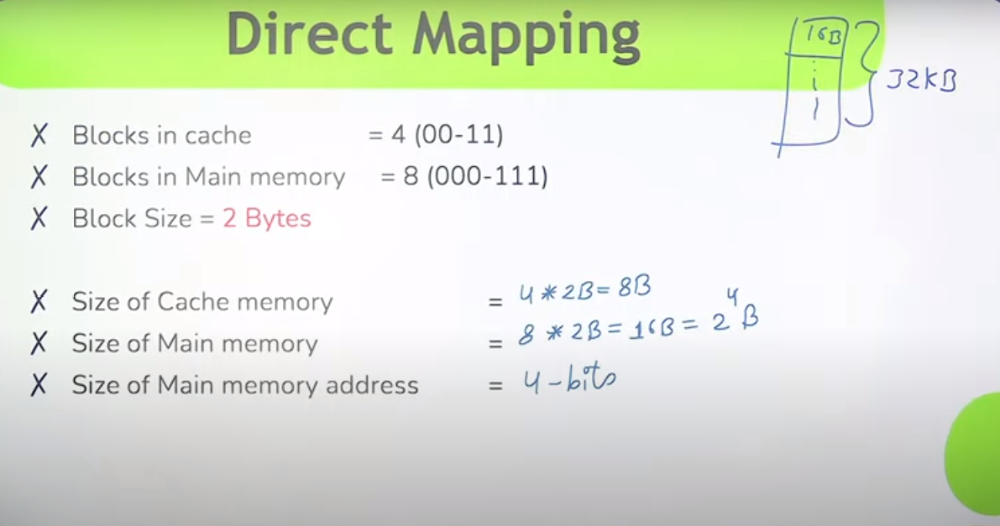 Direct Mapping
16B
32kB
X Blocks in cache = 4 (00-11)
X Blocks in Main memory = 8 (000-111)
X Block Size = 2 Bytes
X Size of Cache memory = 4 * 2B = 8B
X Size of Main memory = 8 * 2B = 16B = 2⁴B
X Size of Main memory address = 4-bits